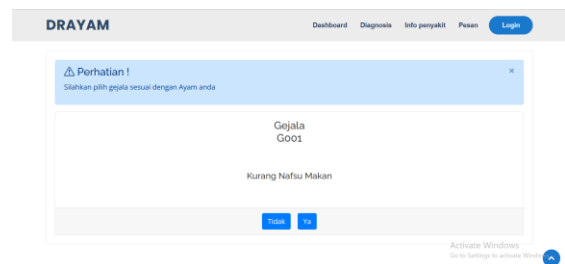 DRAYAM
Dashboard Diagnosis Info penyakit Pesan Login
⚠ Perhatian ! ×
Silahkan pilih gejala sesuai dengan Ayam anda
Gejala
G001
Kurang Nafsu Makan
Tidak Ya
Activate Windows
Go to Settings to activate Windo